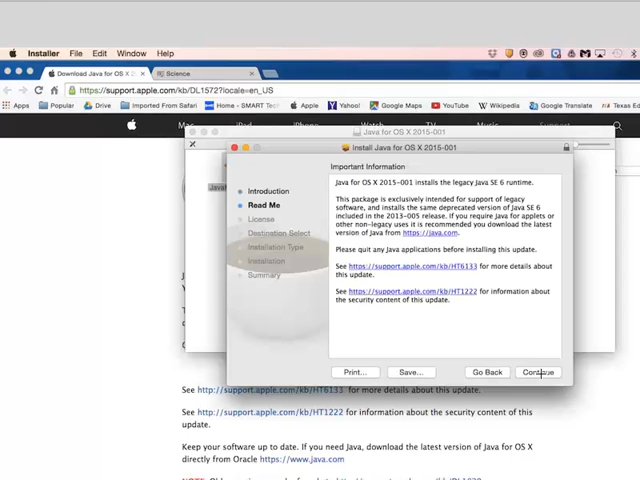 Installer File Edit Window Help
Download Java for OS X 2 Science
https://support.apple.com/kb/DL1572?locale=en_US
Apps Popular Drive Imported From Safari Home - SMART Tech Apple Yahoo! Google Maps YouTube Wikipedia Google Translate Texas Ed
Java for OS X 2015-001
Install Java for OS X 2015-001
Important Information
Introduction
Read Me
License
Destination Select
Installation Type
Installation
Summary
Java for OS X 2015-001 installs the legacy Java SE 6 runtime.
This package is exclusively intended for support of legacy
software, and installs the same deprecated version of Java SE 6
included in the 2013-005 release. If you require Java for applets or
other non-legacy uses it is recommended you download the latest
version of Java from https://java.com.
Please quit any Java applications before installing this update.
See https://support.apple.com/kb/HT6133 for more details about
this update.
See https://support.apple.com/kb/HT1222 for information about
the security content of this update.
Print... Save... Go Back Continue
See http://support.apple.com/kb/HT6133 for more details about this update.
See http://support.apple.com/kb/HT1222 for information about the security content of this
update.
Keep your software up to date. If you need Java, download the latest version of Java for OS X
directly from Oracle https://www.java.com